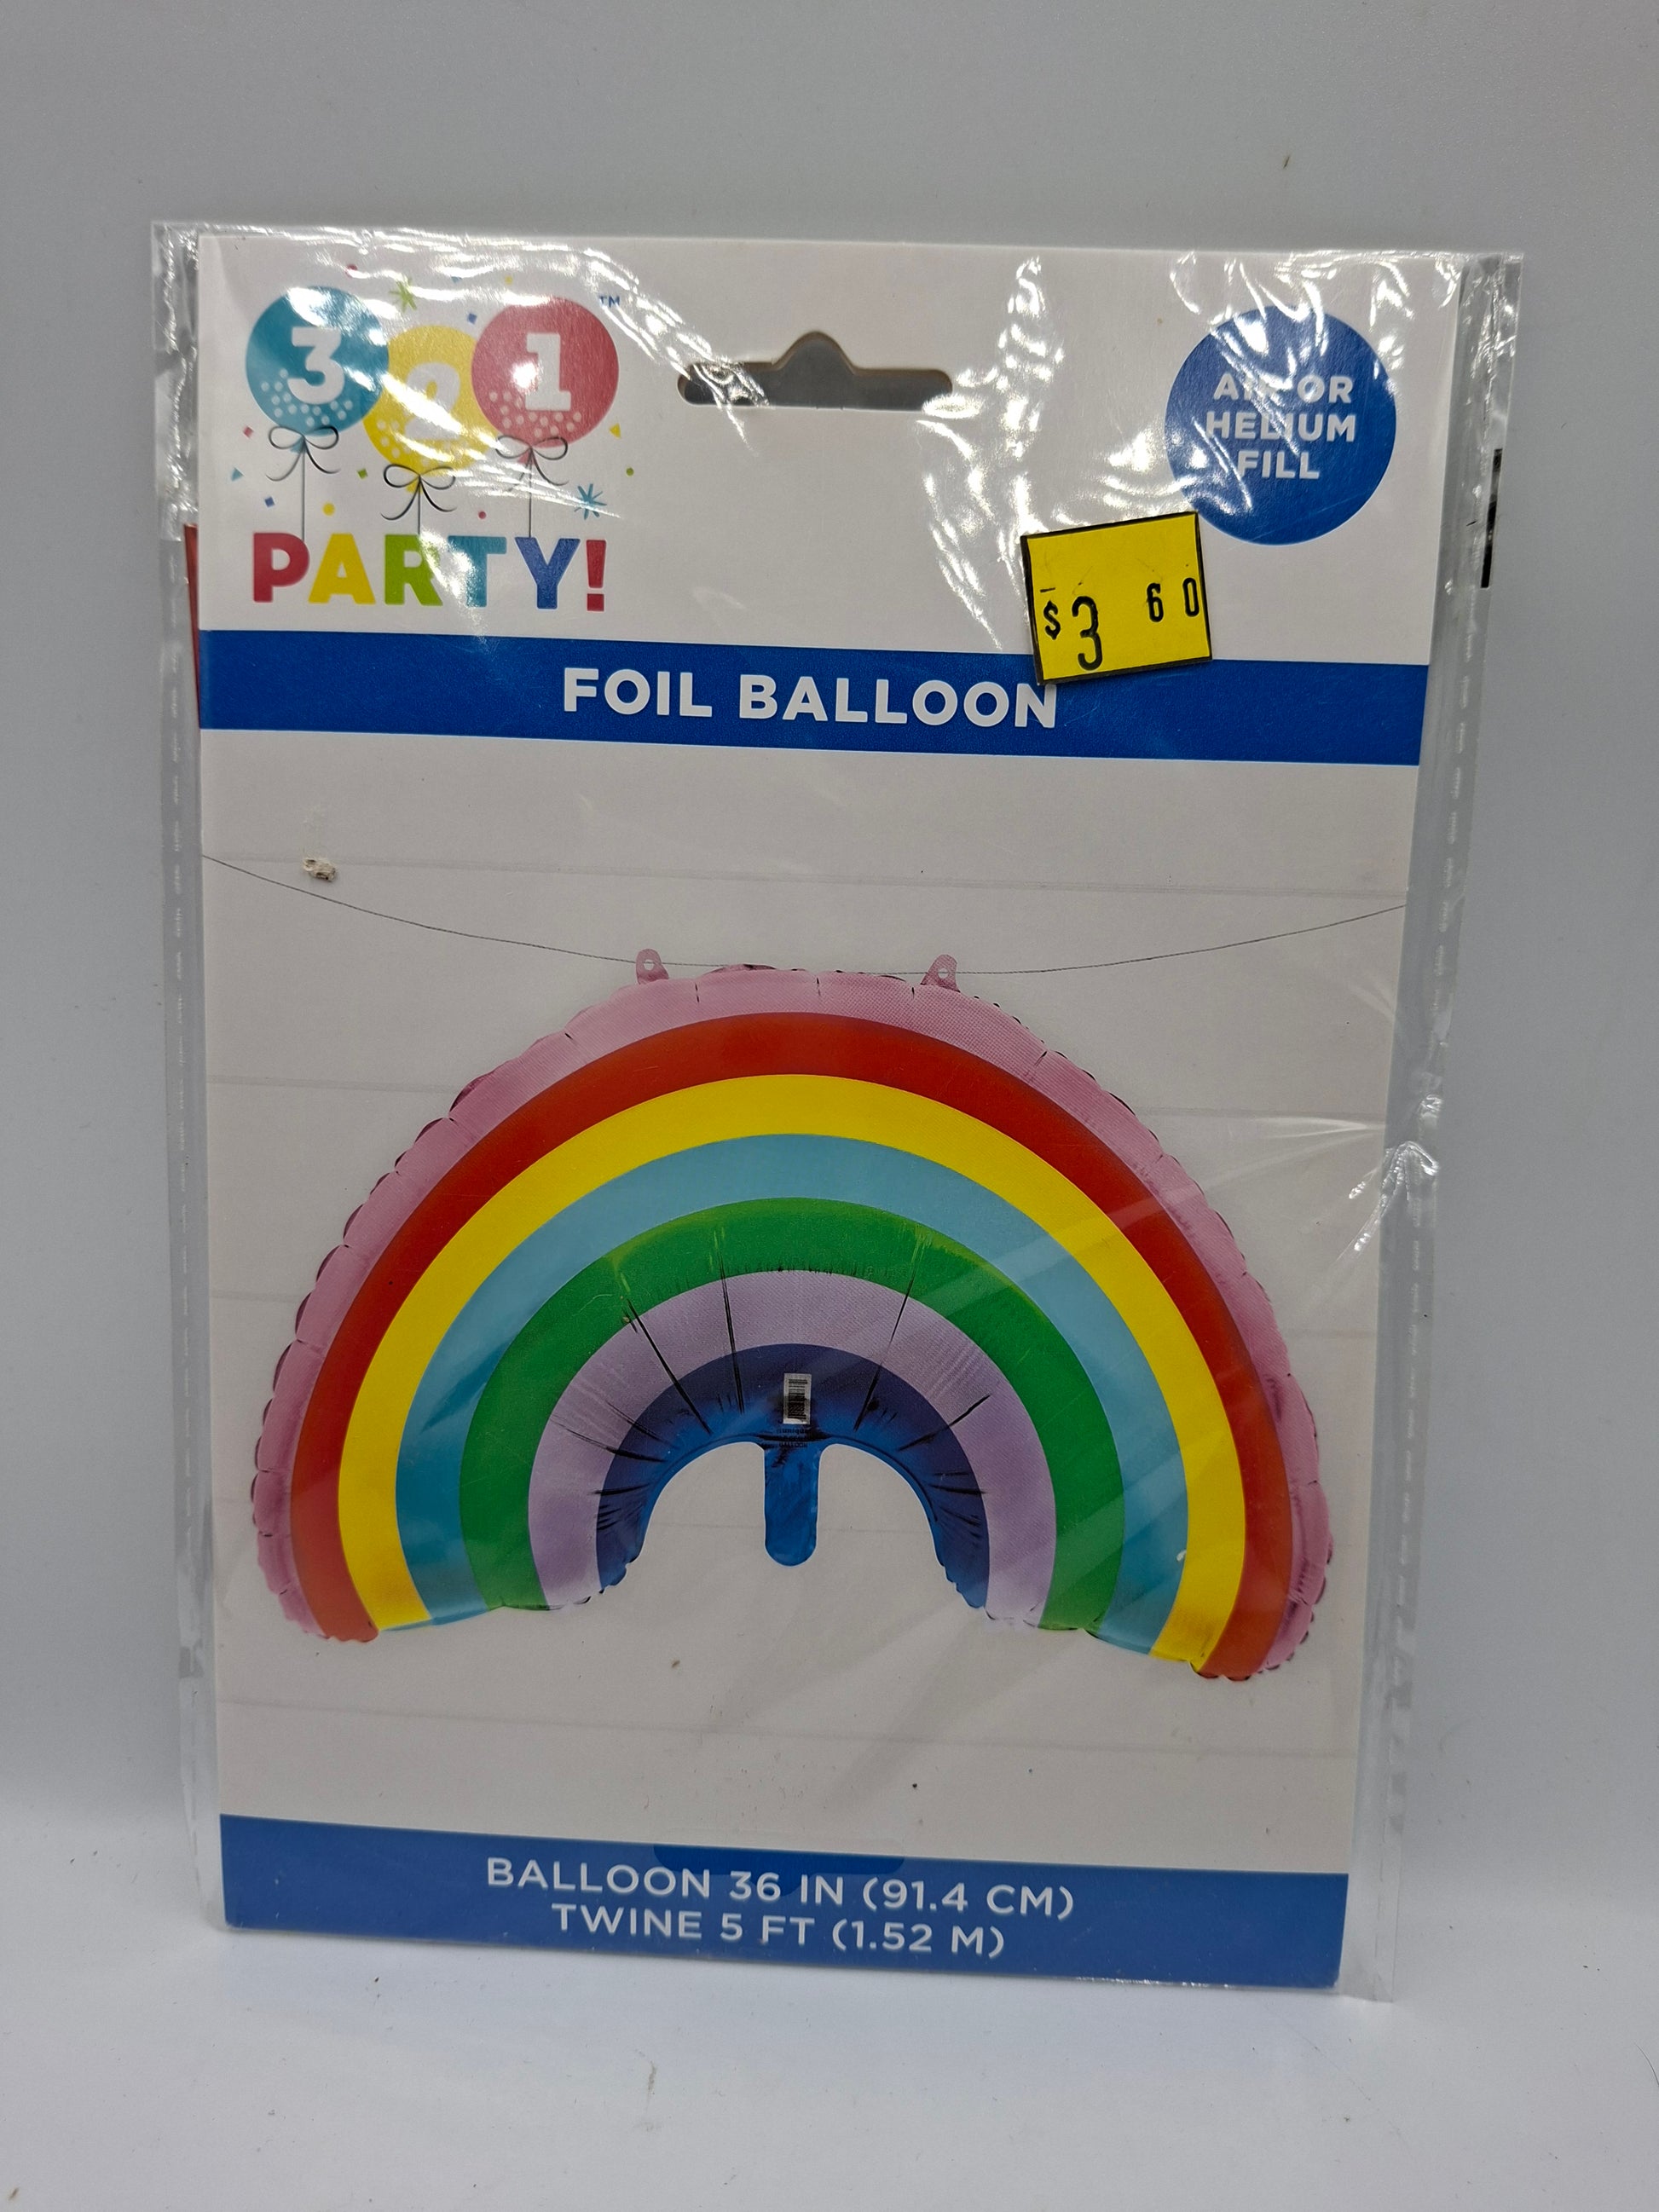 3 2 1 ™
PARTY!
AIR OR
HELIUM
FILL
$3 60
FOIL BALLOON
BALLOON 36 IN (91.4 CM)
TWINE 5 FT (1.52 M)